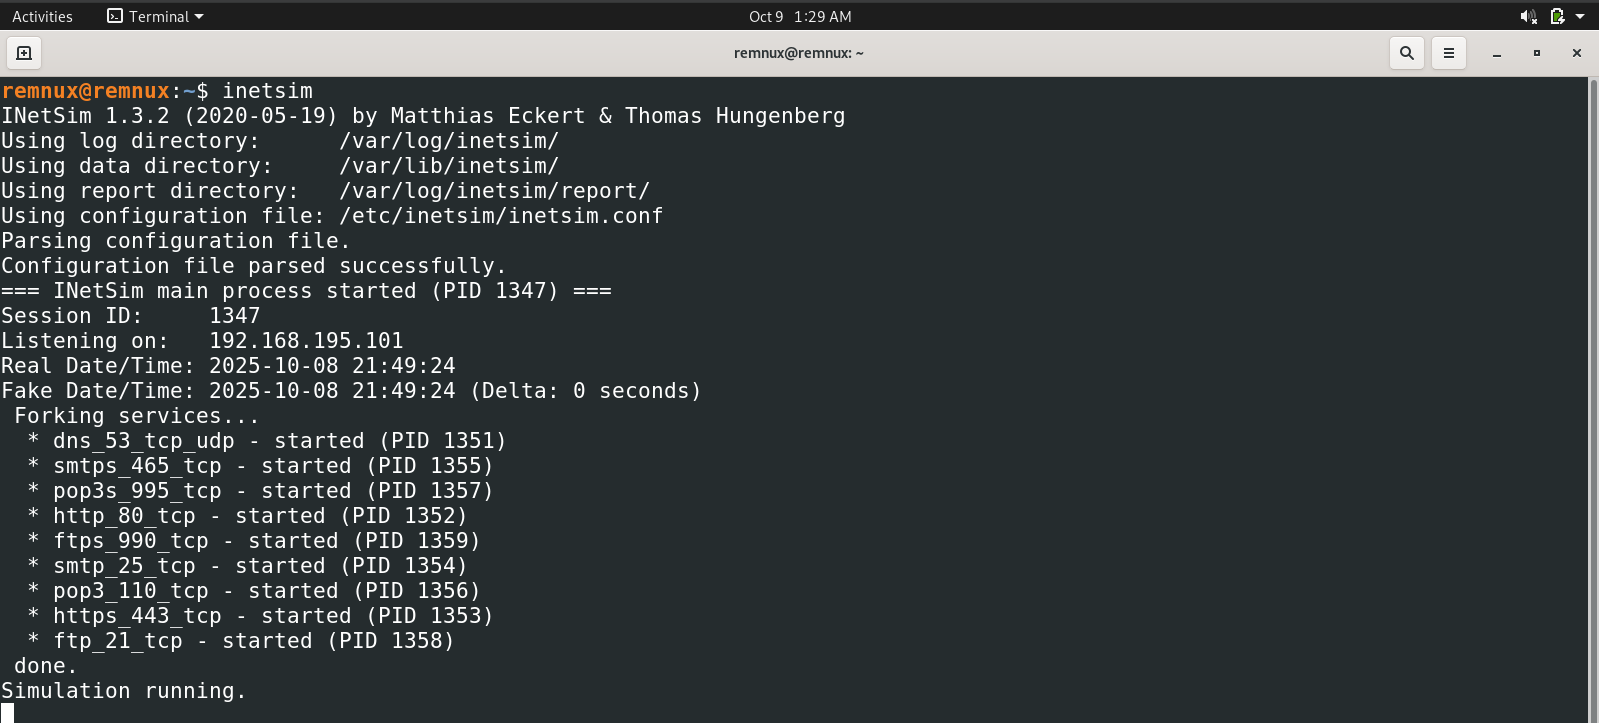 Activities Terminal Oct 9 1:29 AM
remnux@remnux: ~
remnux@remnux:~$ inetsim
INetSim 1.3.2 (2020-05-19) by Matthias Eckert & Thomas Hungenberg
Using log directory:      /var/log/inetsim/
Using data directory:     /var/lib/inetsim/
Using report directory:   /var/log/inetsim/report/
Using configuration file: /etc/inetsim/inetsim.conf
Parsing configuration file.
Configuration file parsed successfully.
=== INetSim main process started (PID 1347) ===
Session ID:     1347
Listening on:   192.168.195.101
Real Date/Time: 2025-10-08 21:49:24
Fake Date/Time: 2025-10-08 21:49:24 (Delta: 0 seconds)
 Forking services...
  * dns_53_tcp_udp - started (PID 1351)
  * smtps_465_tcp - started (PID 1355)
  * pop3s_995_tcp - started (PID 1357)
  * http_80_tcp - started (PID 1352)
  * ftps_990_tcp - started (PID 1359)
  * smtp_25_tcp - started (PID 1354)
  * pop3_110_tcp - started (PID 1356)
  * https_443_tcp - started (PID 1353)
  * ftp_21_tcp - started (PID 1358)
 done.
Simulation running.